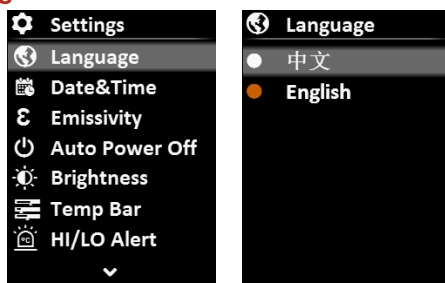 Settings
Language
Date&Time
Emissivity
Auto Power Off
Brightness
Temp Bar
HI/LO Alert
Language
中文
English